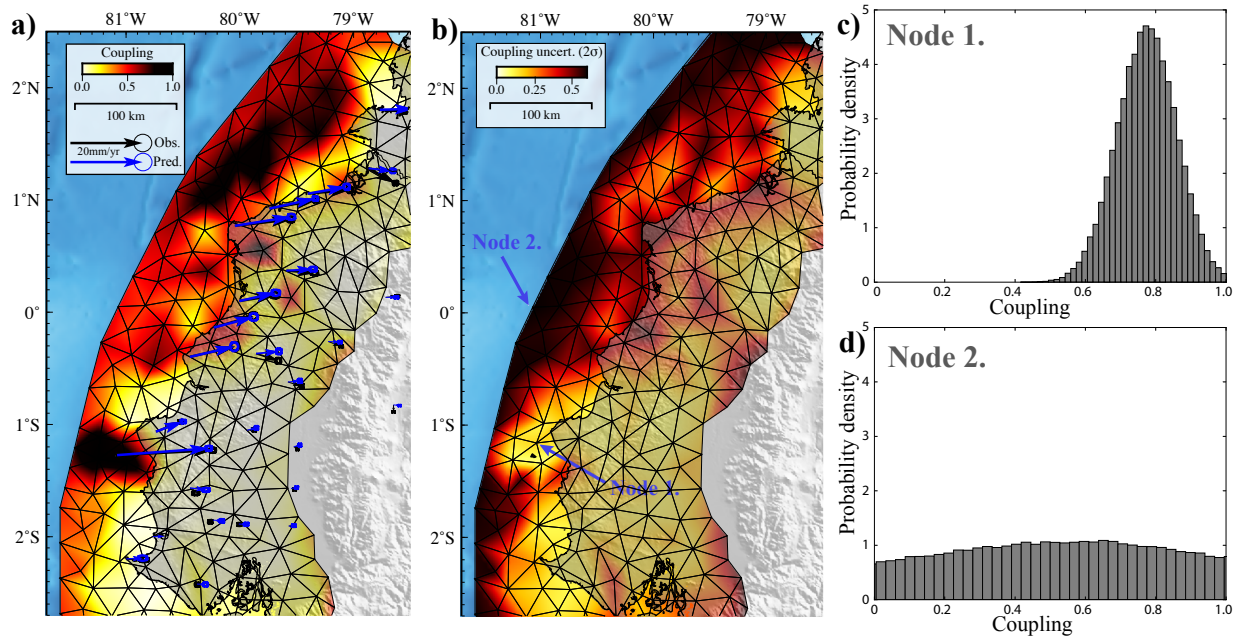 a)
81°W 80°W 79°W
2°N
1°N
0°
1°S
2°S
Coupling
0.0 0.5 1.0
100 km
Obs.
20mm/yr
Pred.
b)
81°W 80°W 79°W
2°N
1°N
0°
1°S
2°S
Coupling uncert. (2σ)
0.0 0.25 0.5
100 km
Node 2.
Node 1.
c)
Node 1.
Probability density
5
4
3
2
1
0
0 0.2 0.4 0.6 0.8 1.0
Coupling
d)
Node 2.
Probability density
5
4
3
2
1
0
0 0.2 0.4 0.6 0.8 1.0
Coupling